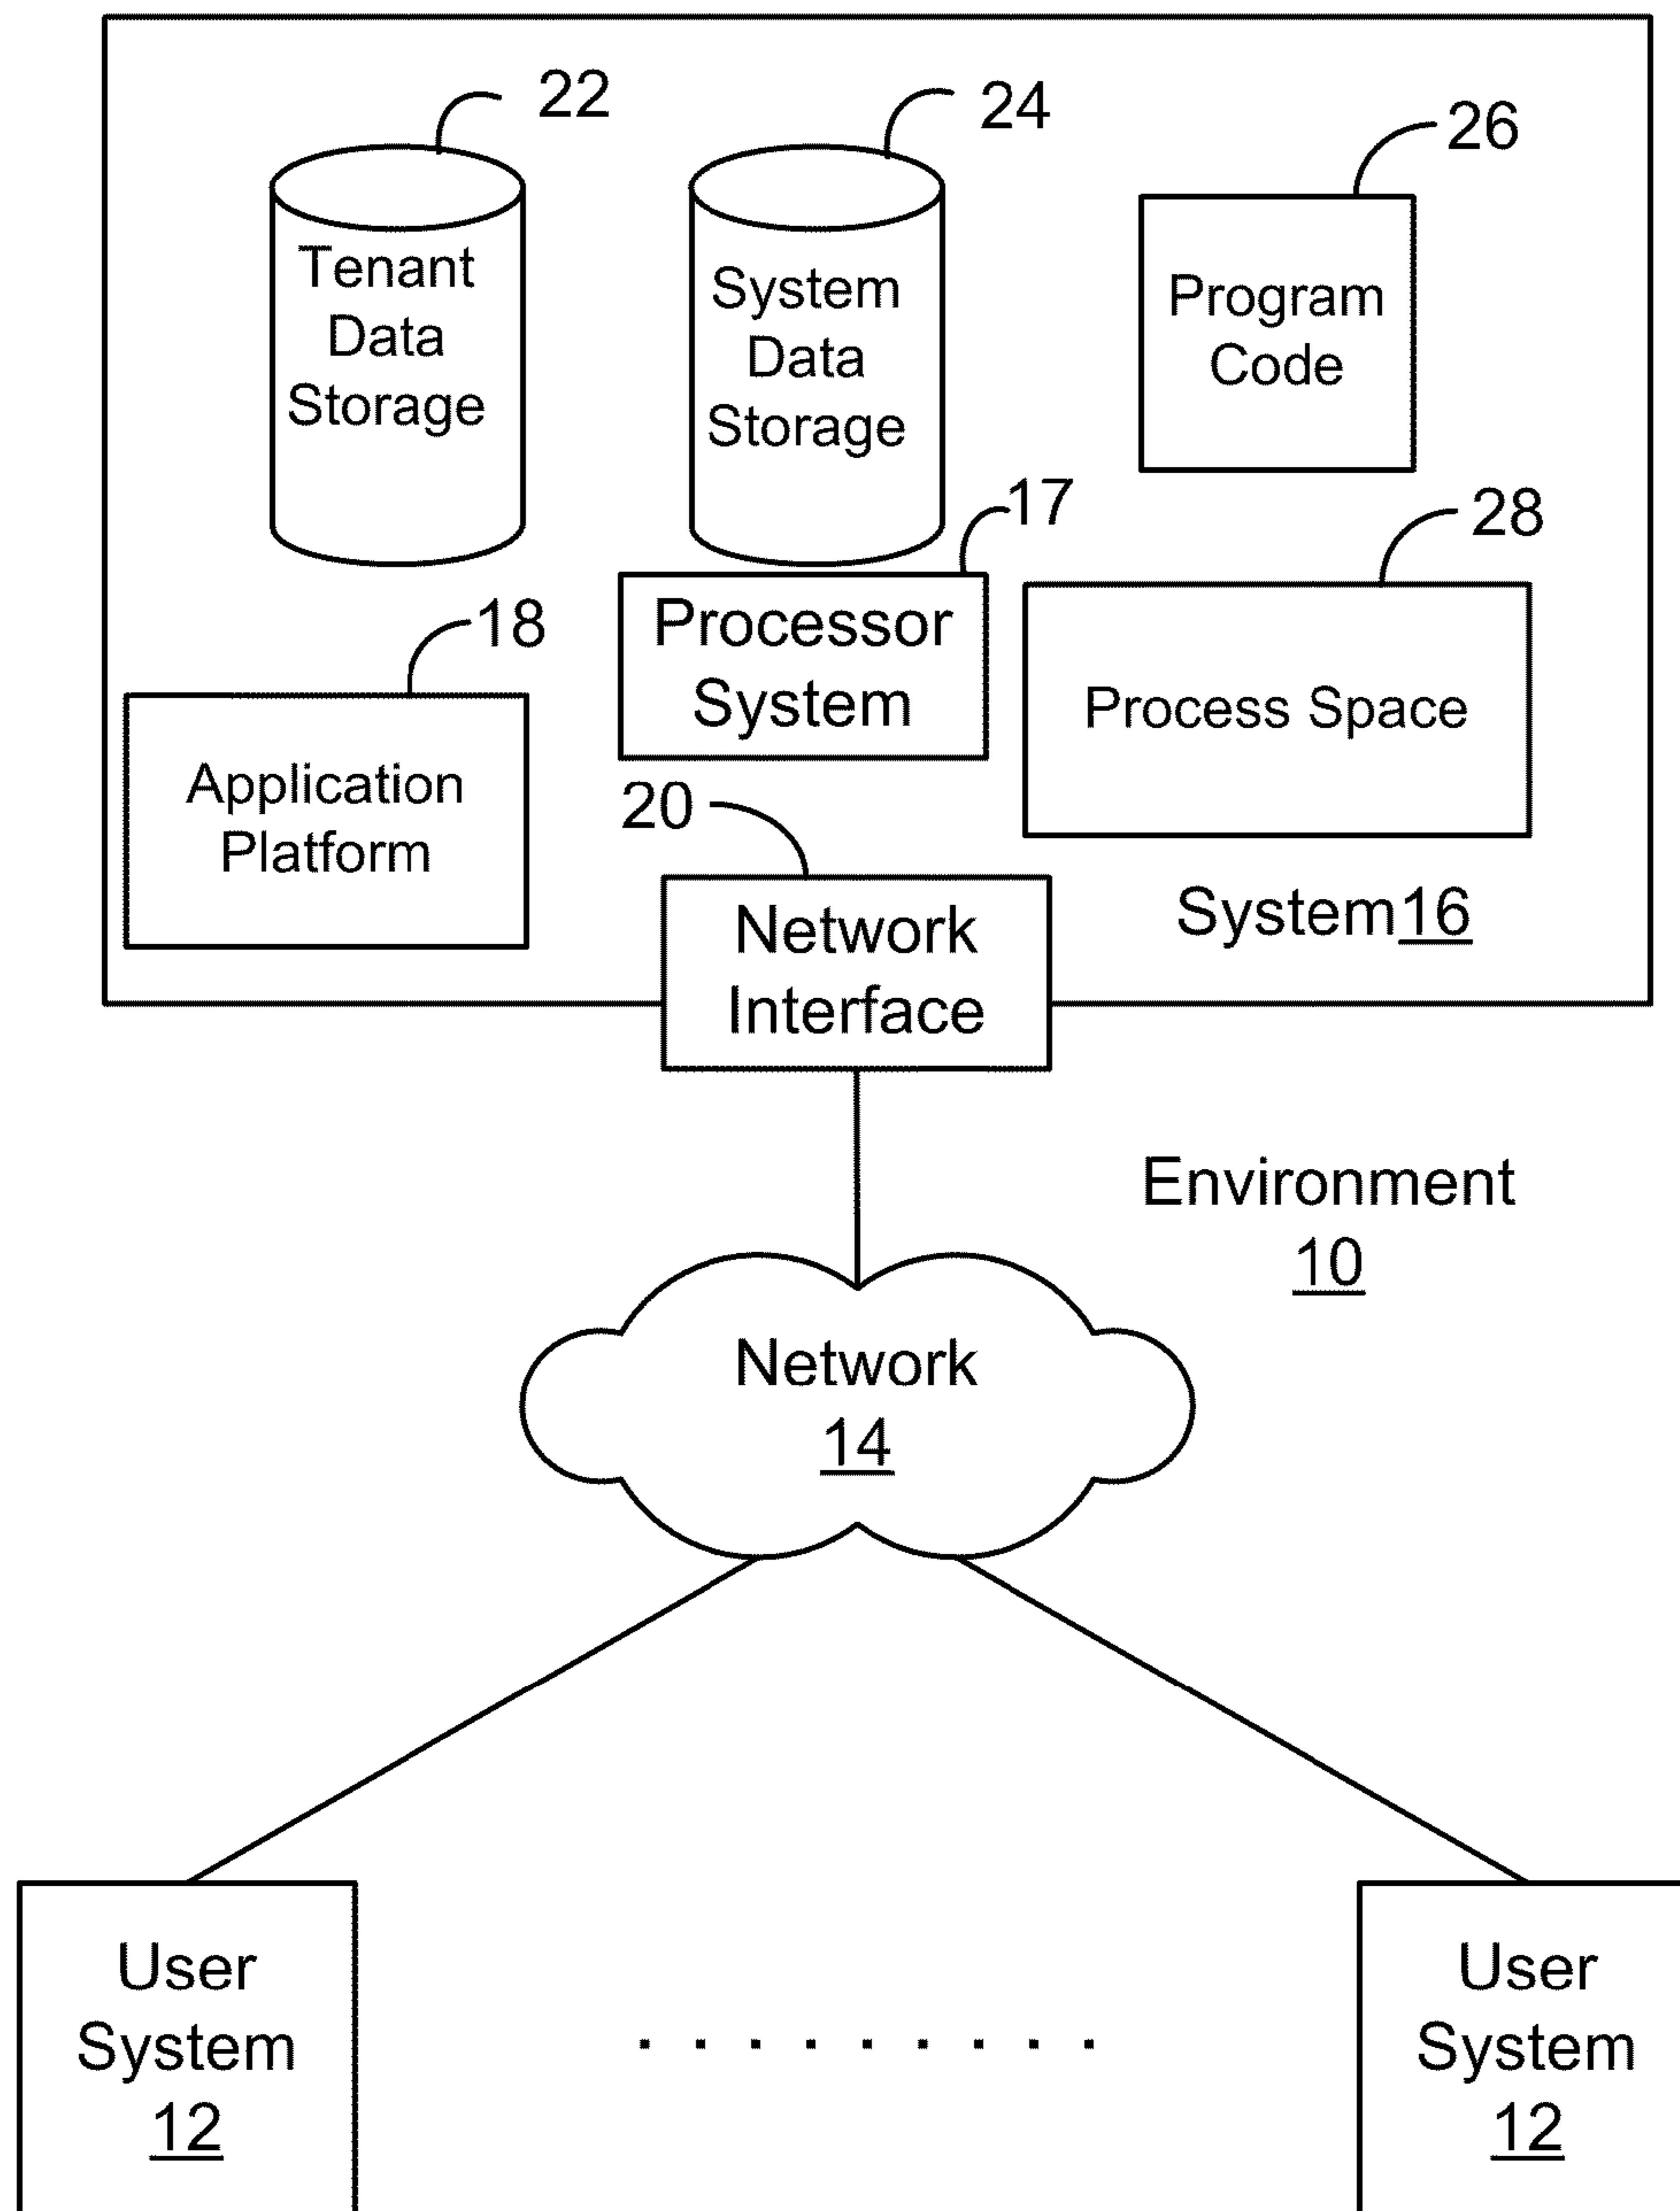 22
24
26
Tenant
Data
Storage
System
Data
Storage
Program
Code
17
28
18
Processor
System
Process Space
Application
Platform
20
Network
Interface
System16
Environment
10
Network
14
User
System
12
. . . . . . . . .
User
System
12